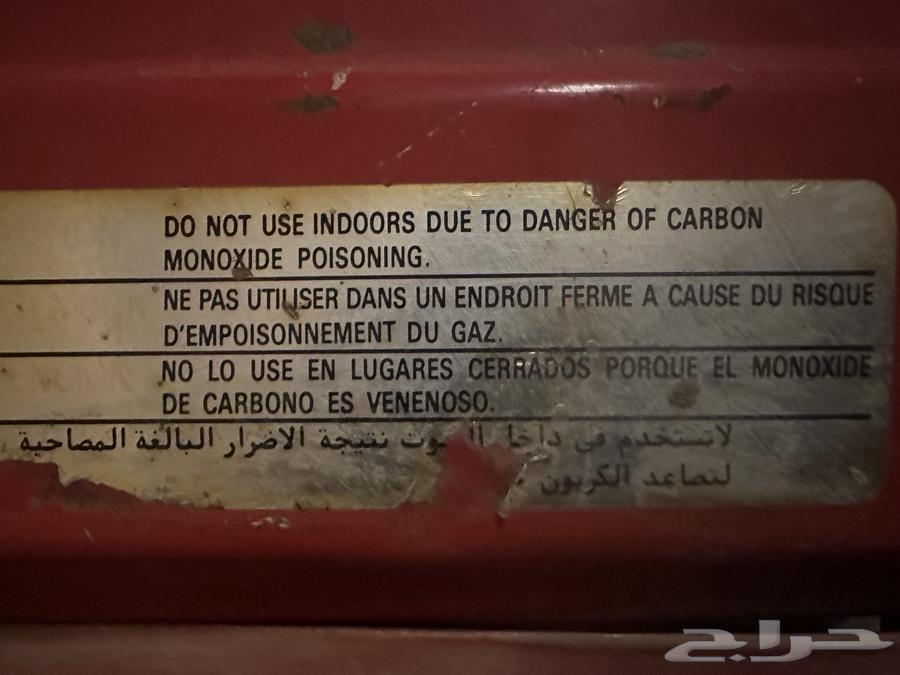 DO NOT USE INDOORS DUE TO DANGER OF CARBON
MONOXIDE POISONING.
NE PAS UTILISER DANS UN ENDROIT FERME A CAUSE DU RISQUE
D'EMPOISONNEMENT DU GAZ.
NO LO USE EN LUGARES CERRADOS PORQUE EL MONOXIDE
DE CARBONO ES VENENOSO.
لاتستخدم في داخل نتيجة الاضرار البالغة المصاحبة
لتصاعد الكربون
حراج